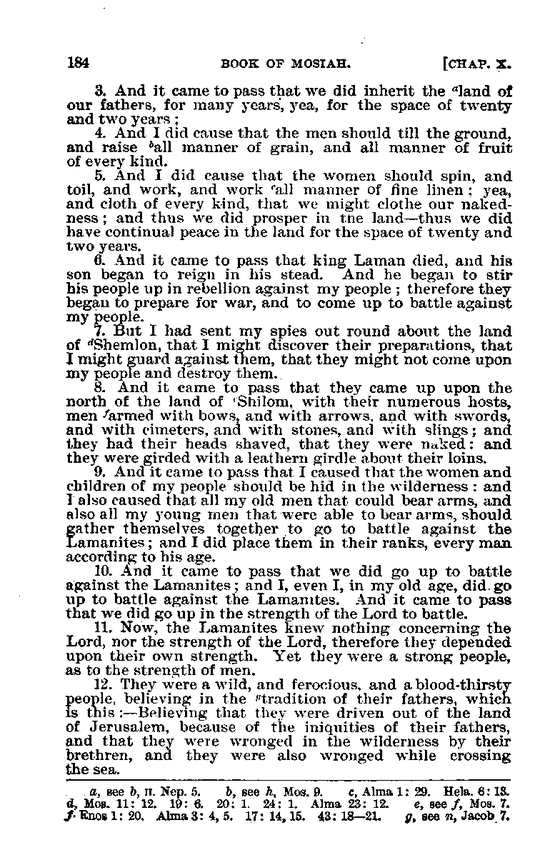 184 BOOK OF MOSIAH. [CHAP. X.
3. And it came to pass that we did inherit the ᵃland of
our fathers, for many years, yea, for the space of twenty
and two years ;
4. And I did cause that the men should till the ground,
and raise ᵇall manner of grain, and all manner of fruit
of every kind.
5. And I did cause that the women should spin, and
toil, and work, and work ᶜall manner of fine linen ; yea,
and cloth of every kind, that we might clothe our naked-
ness ; and thus we did prosper in the land—thus we did
have continual peace in the land for the space of twenty and
two years.
6. And it came to pass that king Laman died, and his
son began to reign in his stead. And he began to stir
his people up in rebellion against my people ; therefore they
began to prepare for war, and to come up to battle against
my people.
7. But I had sent my spies out round about the land
of ᵈShemlon, that I might discover their preparations, that
I might guard against them, that they might not come upon
my people and destroy them.
8. And it came to pass that they came up upon the
north of the land of ᵉShilom, with their numerous hosts,
men ᶠarmed with bows, and with arrows, and with swords,
and with cimeters, and with stones, and with slings ; and
they had their heads shaved, that they were naked : and
they were girded with a leathern girdle about their loins.
9. And it came to pass that I caused that the women and
children of my people should be hid in the wilderness : and
I also caused that all my old men that could bear arms, and
also all my young men that were able to bear arms, should
gather themselves together to go to battle against the
Lamanites ; and I did place them in their ranks, every man
according to his age.
10. And it came to pass that we did go up to battle
against the Lamanites ; and I, even I, in my old age, did go
up to battle against the Lamanites. And it came to pass
that we did go up in the strength of the Lord to battle.
11. Now, the Lamanites knew nothing concerning the
Lord, nor the strength of the Lord, therefore they depended
upon their own strength. Yet they were a strong people,
as to the strength of men.
12. They were a wild, and ferocious, and a blood-thirsty
people, believing in the ᵍtradition of their fathers, which
is this :—Believing that they were driven out of the land
of Jerusalem, because of the iniquities of their fathers,
and that they were wronged in the wilderness by their
brethren, and they were also wronged while crossing
the sea.
a, see b, II. Nep. 5. b, see h, Mos. 9. c, Alma 1: 29. Hela. 6: 13.
d, Mos. 11: 12. 19: 6. 20: 1. 24: 1. Alma 23: 12. e, see f, Mos. 7.
f, Enos 1: 20. Alma 3: 4, 5. 17: 14, 15. 43: 18—21. g, see n, Jacob 7.